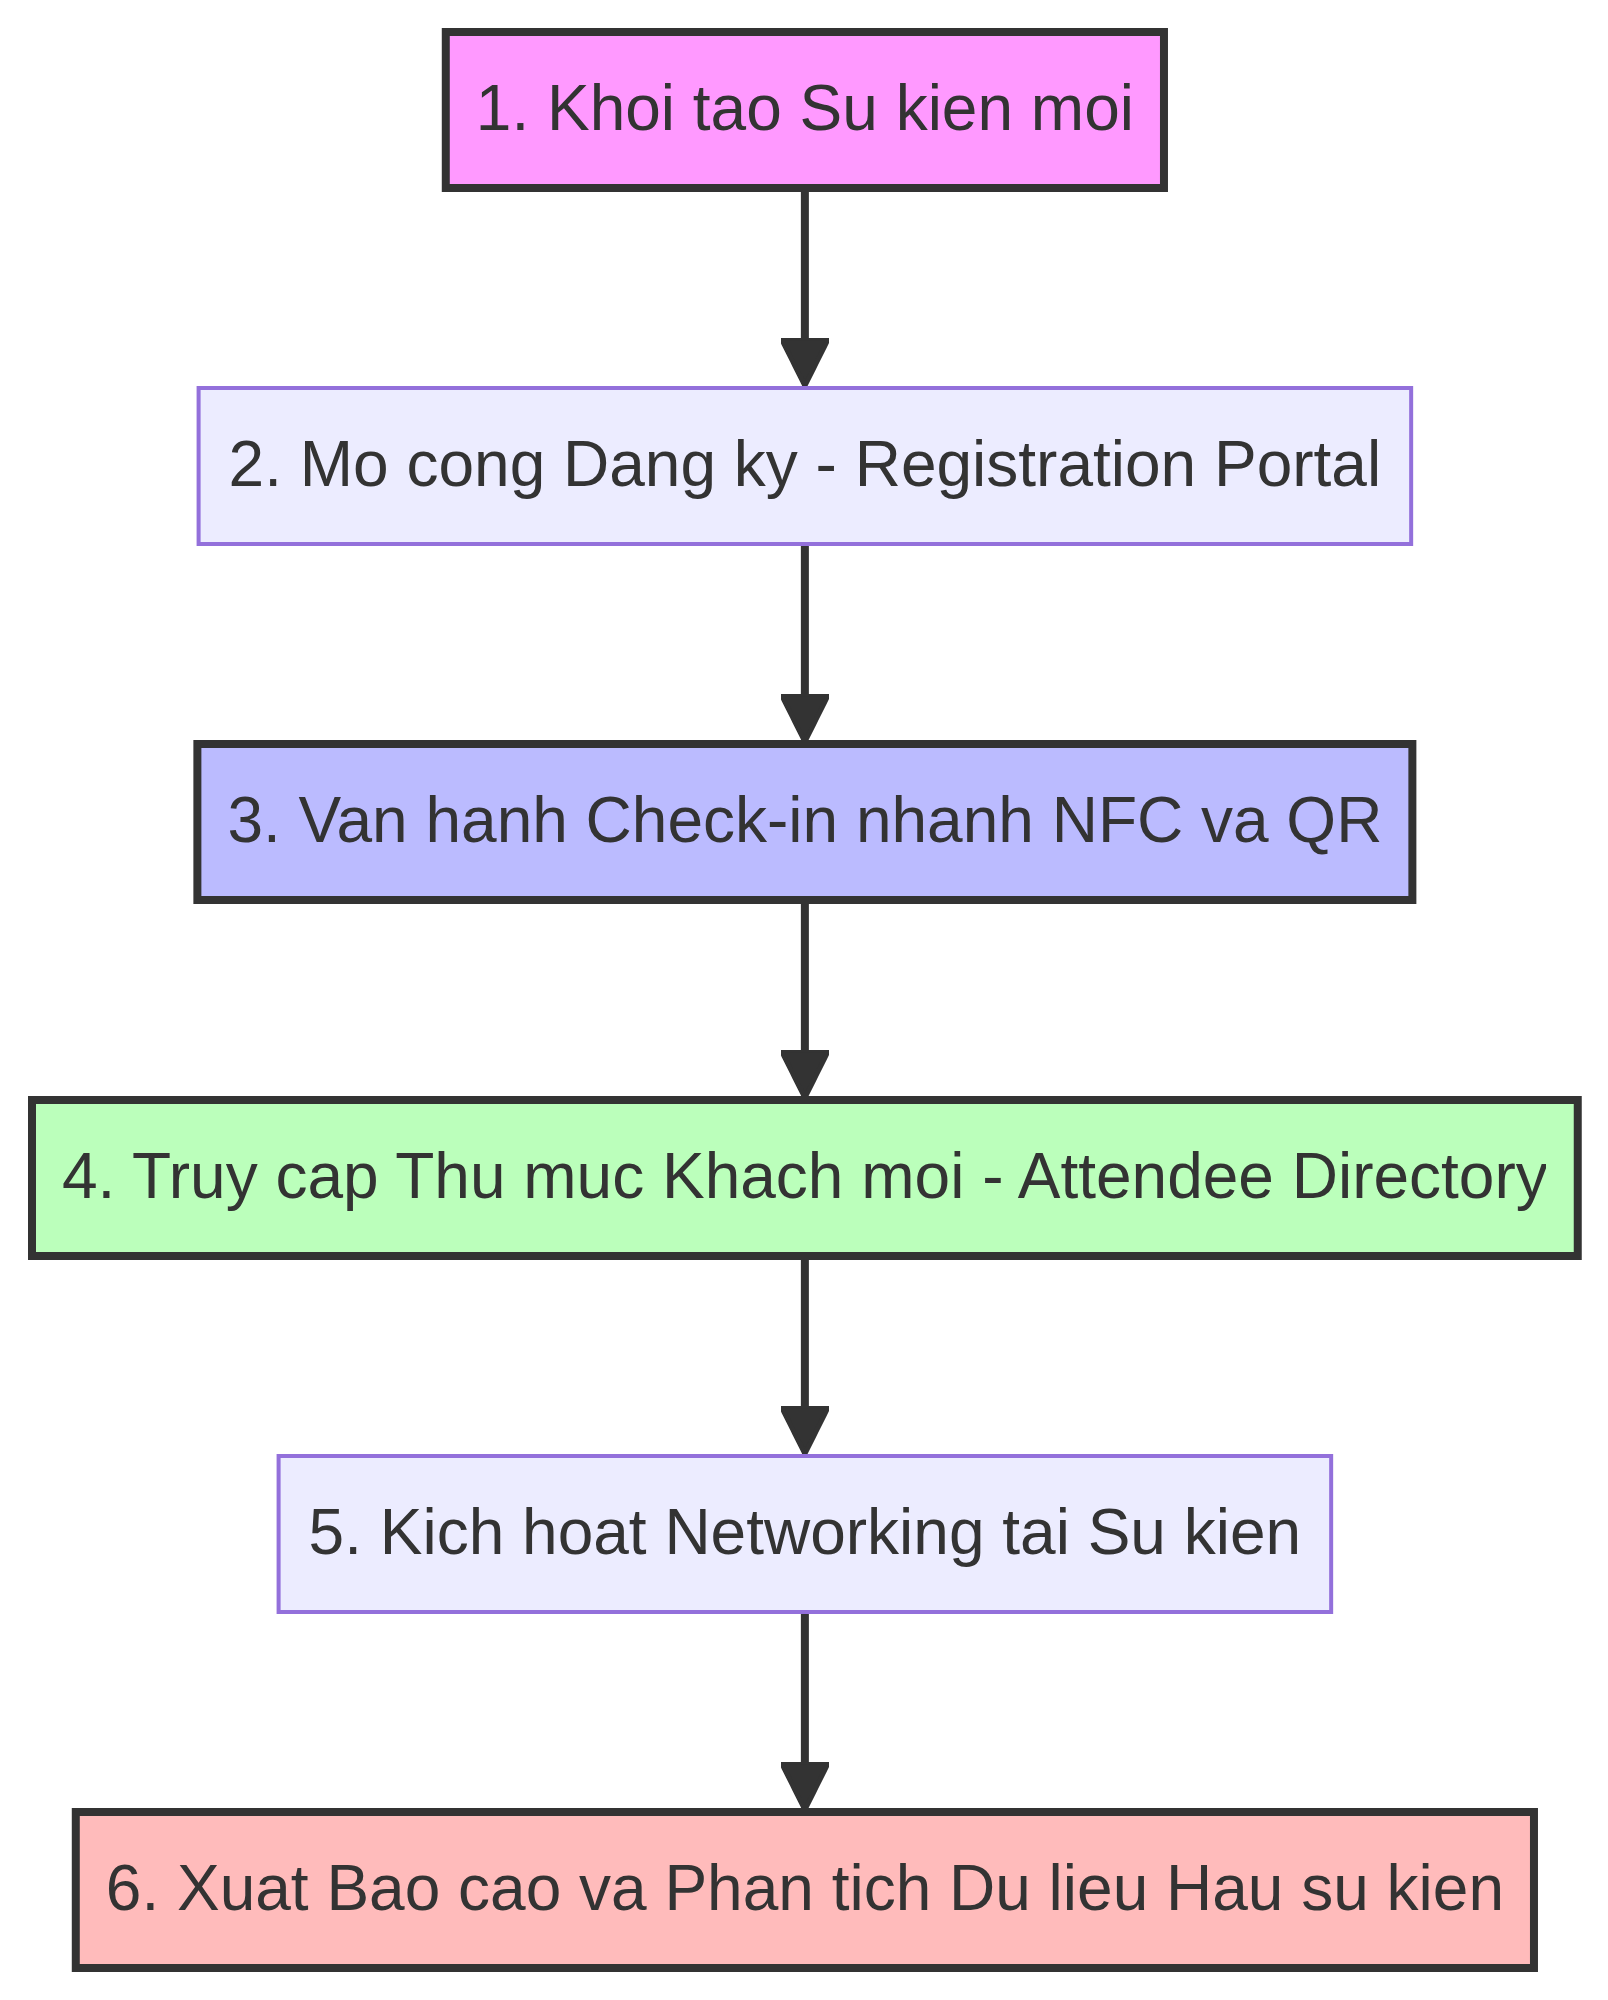 1. Khoi tao Su kien moi
2. Mo cong Dang ky - Registration Portal
3. Van hanh Check-in nhanh NFC va QR
4. Truy cap Thu muc Khach moi - Attendee Directory
5. Kich hoat Networking tai Su kien
6. Xuat Bao cao va Phan tich Du lieu Hau su kien